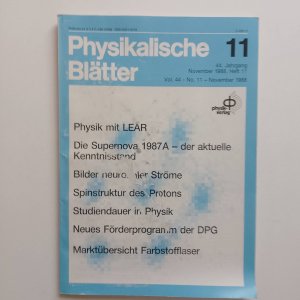 Physikalische
Blätter
11
44. Jahrgang
November 1988, Heft 11
Vol. 44 - No. 11 - November 1988
physik
verlag
Physik mit LEAR
Die Supernova 1987A – der aktuelle
Kenntnisstand
Bilder neuronaler Ströme
Spinstruktur des Protons
Studiendauer in Physik
Neues Förderprogramm der DPG
Marktübersicht Farbstofflaser